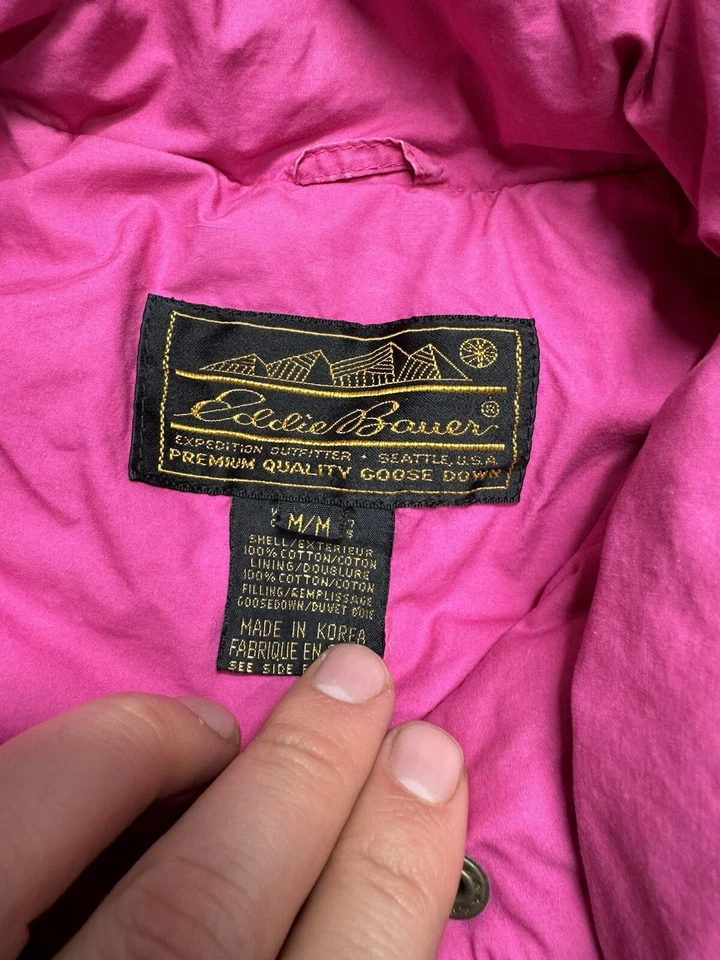 Eddie Bauer®
EXPEDITION OUTFITTER • SEATTLE, U.S.A
PREMIUM QUALITY GOOSE DOWN
M/M
SHELL/EXTERIEUR
100% COTTON/COTON
LINING/DOUBLURE
100% COTTON/COTON
FILLING/REMPLISSAGE
GOOSEDOWN/DUVET D'OIE
MADE IN KOREA
FABRIQUE EN
SEE SIDE